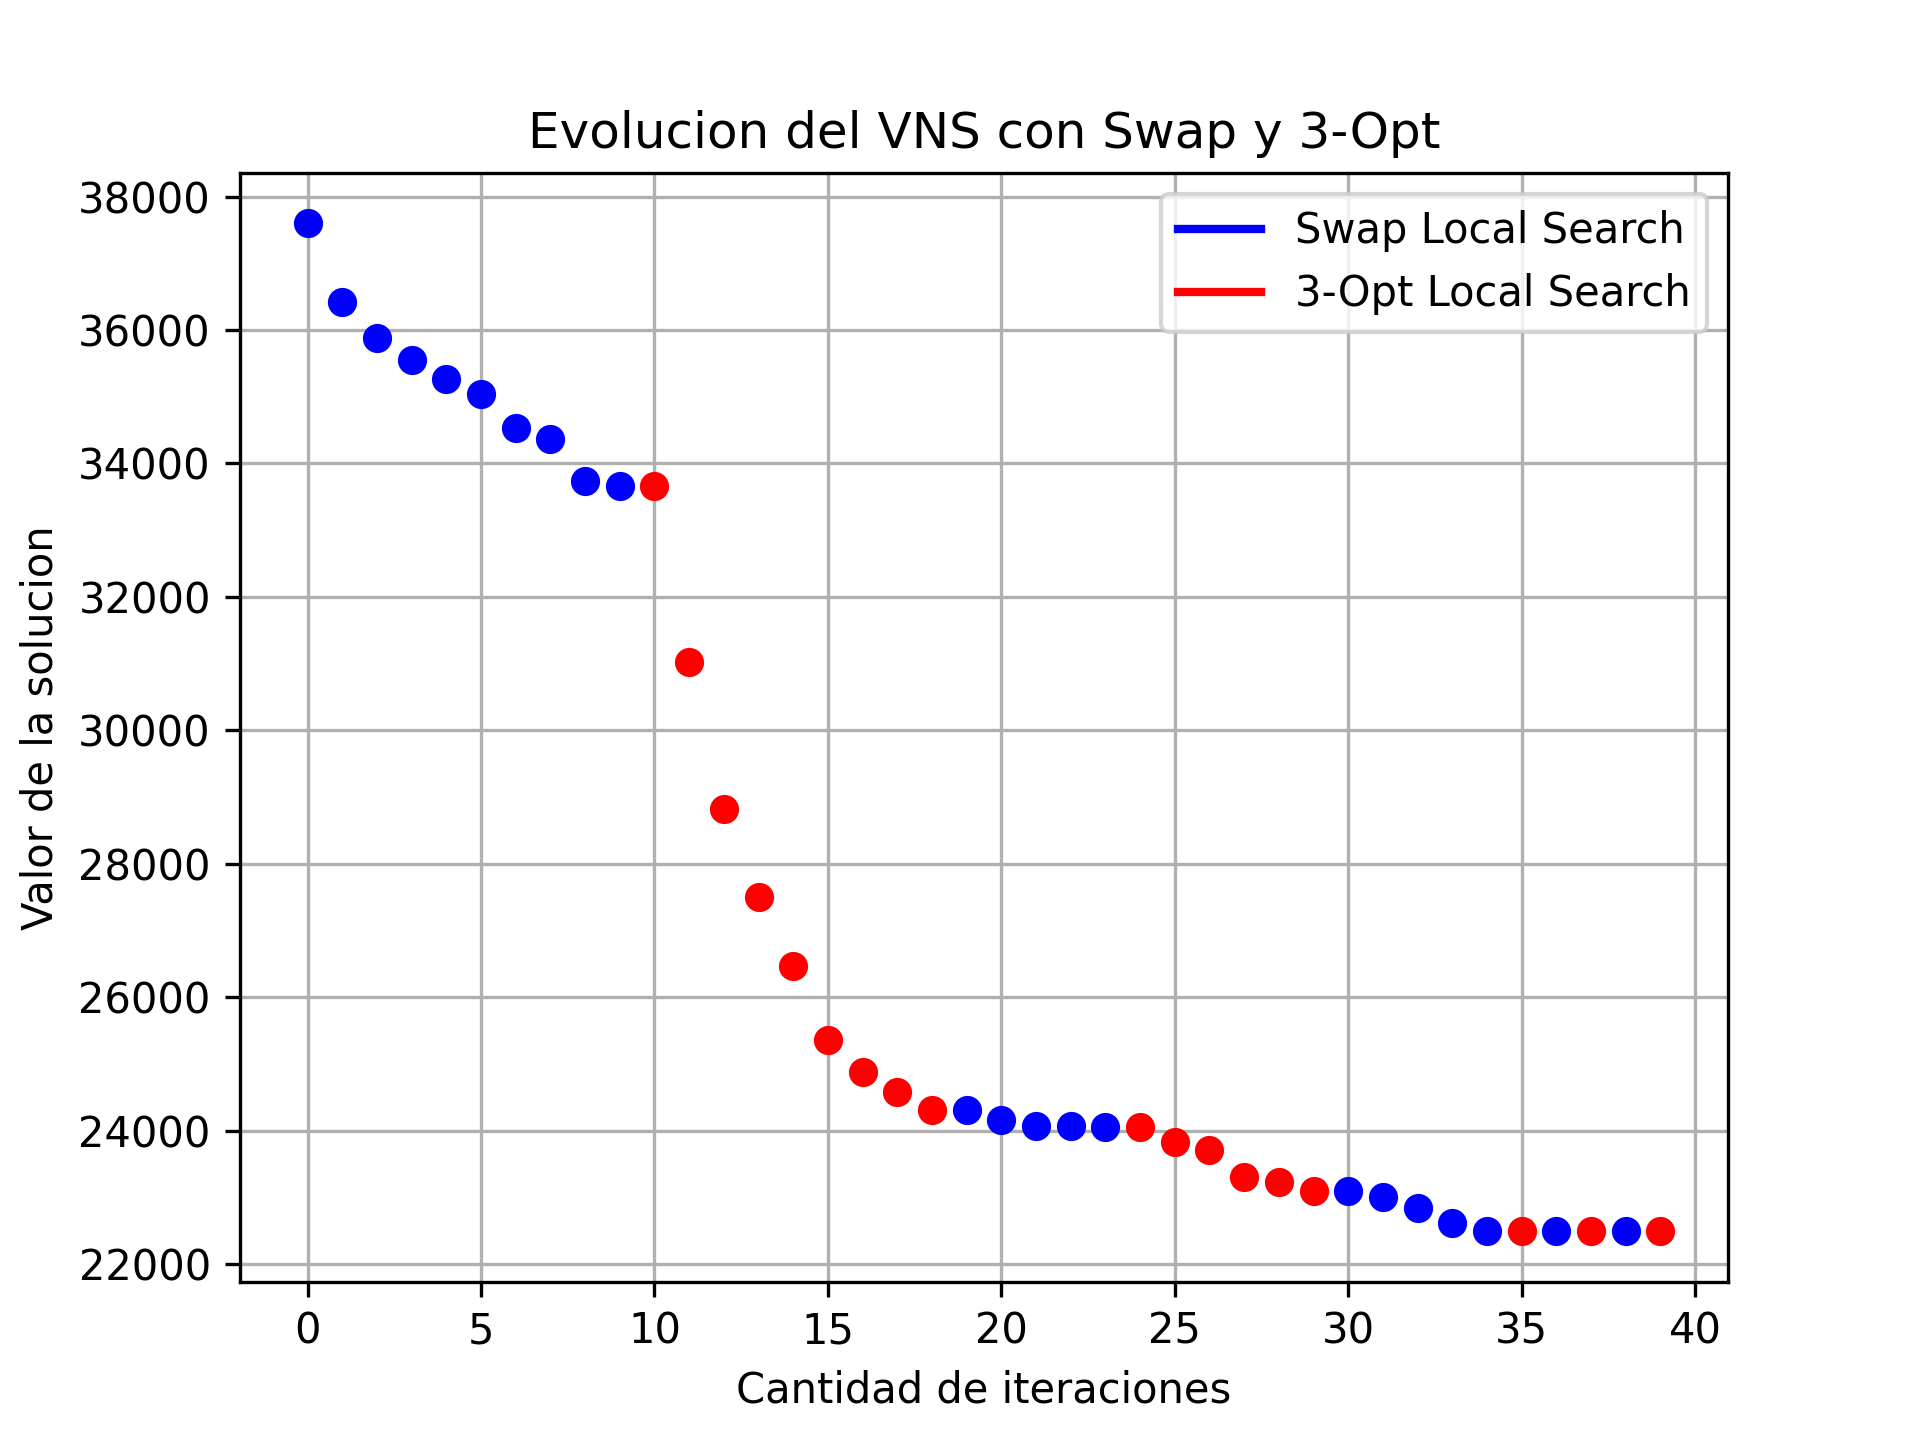 Evolucion del VNS con Swap y 3-Opt
Swap Local Search
3-Opt Local Search
Valor de la solucion
38000
36000
34000
32000
30000
28000
26000
24000
22000
0 5 10 15 20 25 30 35 40
Cantidad de iteraciones